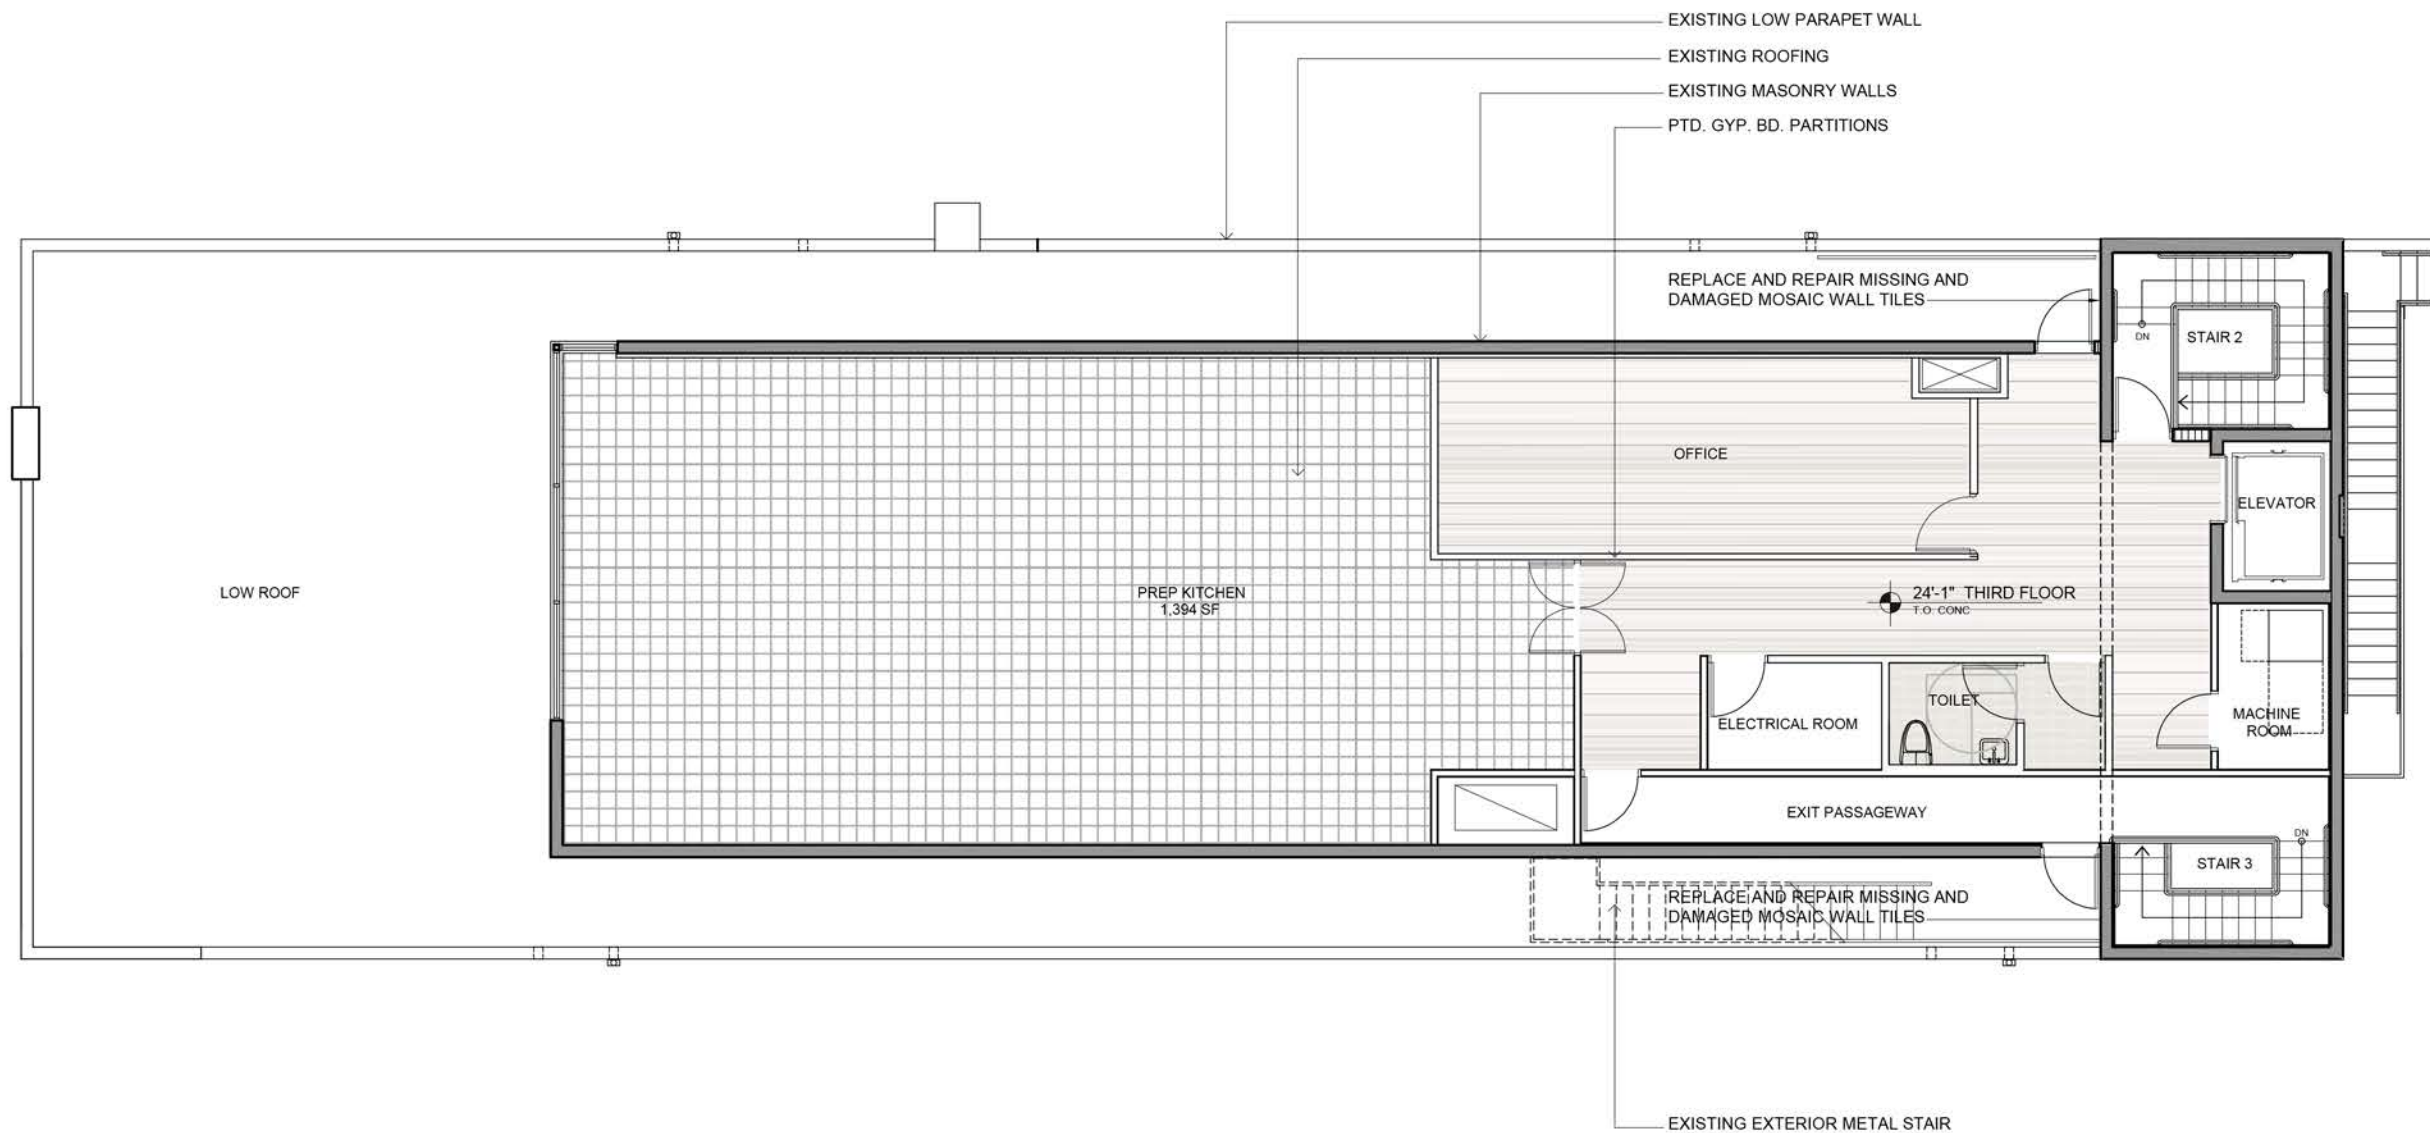 EXISTING LOW PARAPET WALL
EXISTING ROOFING
EXISTING MASONRY WALLS
PTD. GYP. BD. PARTITIONS
REPLACE AND REPAIR MISSING AND
DAMAGED MOSAIC WALL TILES
DN
STAIR 2
OFFICE
ELEVATOR
LOW ROOF
PREP KITCHEN
1,394 SF
24'-1" THIRD FLOOR
T.O. CONC
TOILET
ELECTRICAL ROOM
MACHINE
ROOM
EXIT PASSAGEWAY
DN
STAIR 3
REPLACE AND REPAIR MISSING AND
DAMAGED MOSAIC WALL TILES
EXISTING EXTERIOR METAL STAIR